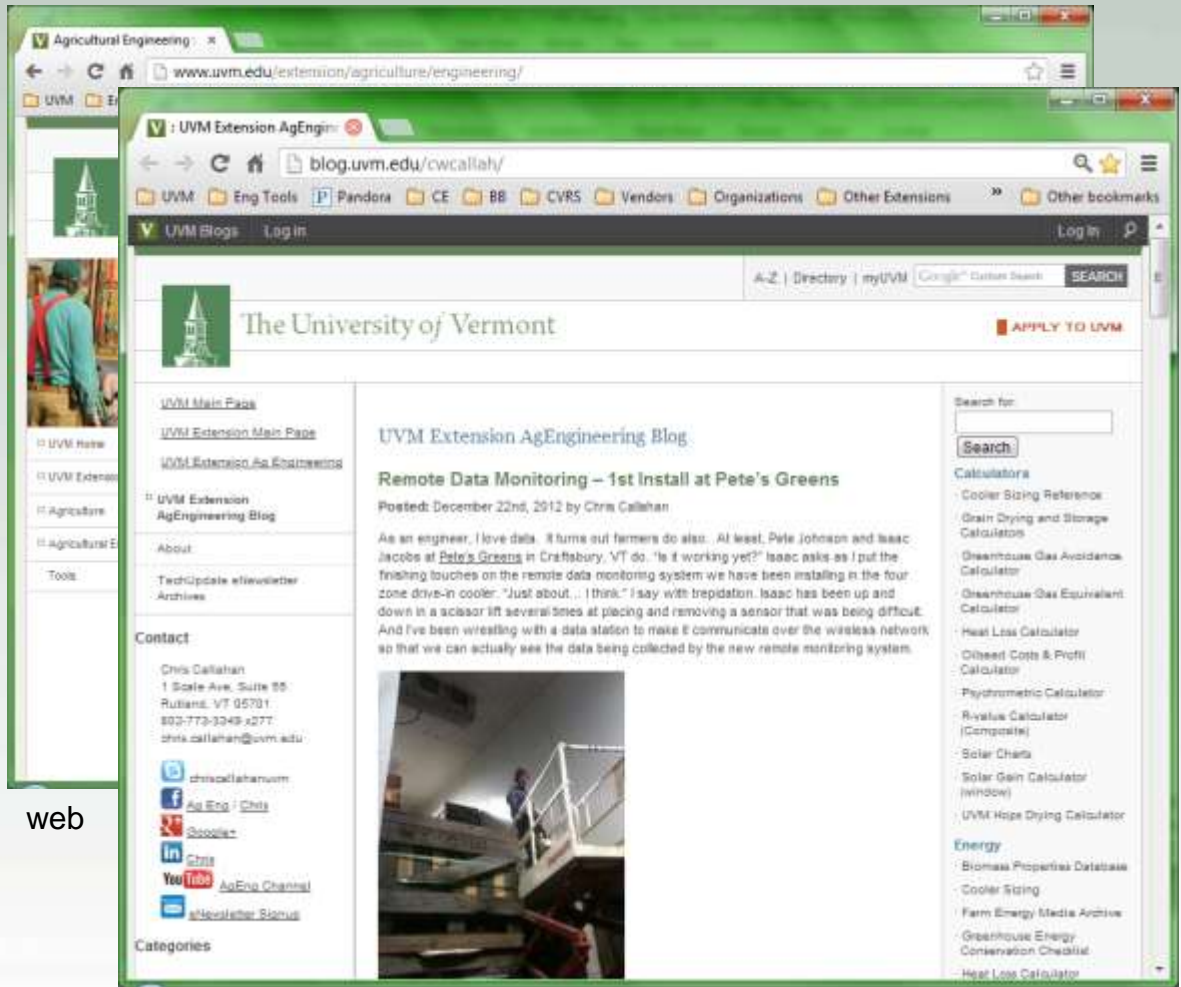 Agricultural Engineering :
www.uvm.edu/extension/agriculture/engineering/
UVM
UVM Home
UVM Extension
Agriculture
Agricultural
Tools
web
: UVM Extension AgEngine
blog.uvm.edu/cwcallah/
UVM Eng Tools Pandora CE BB CVRS Vendors Organizations Other Extensions » Other bookmarks
UVM Blogs Log in Log In
A-Z | Directory | myUVM Google Custom Search SEARCH
The University of Vermont
APPLY TO UVM
UVM Main Page
UVM Extension Main Page
UVM Extension Ag Engineering
UVM Extension
AgEngineering Blog
About
TechUpdate eNewsletter
Archives
Contact
Chris Callahan
1 Scale Ave, Suite 55
Rutland, VT 05701
802-773-3349 x277
chris.callahan@uvm.edu
chriscallahanuvm
Ag Eng | Chris
Google+
Chris
YouTube AgEng Channel
eNewsletter Signup
Categories
UVM Extension AgEngineering Blog
Remote Data Monitoring – 1st Install at Pete's Greens
Posted: December 22nd, 2012 by Chris Callahan
As an engineer, I love data. It turns out farmers do also. At least, Pete Johnson and Isaac
Jacobs at Pete's Greens in Craftsbury, VT do. "Is it working yet?" Isaac asks as I put the
finishing touches on the remote data monitoring system we have been installing in the four
zone drive-in cooler. "Just about... I think." I say with trepidation. Isaac has been up and
down in a scissor lift several times at placing and removing a sensor that was being difficult.
And I've been wrestling with a data station to make it communicate over the wireless network
so that we can actually see the data being collected by the new remote monitoring system.
Search for:
Search
Calculators
Cooler Sizing Reference
Grain Drying and Storage
Calculators
Greenhouse Gas Avoidance
Calculator
Greenhouse Gas Equivalent
Calculator
Heat Loss Calculator
Oilseed Costs & Profit
Calculator
Psychrometric Calculator
R-value Calculator
(Composite)
Solar Charts
Solar Gain Calculator
(window)
UVM Hops Drying Calculator
Energy
Biomass Properties Database
Cooler Sizing
Farm Energy Media Archive
Greenhouse Energy
Conservation Checklist
Heat Loss Calculator